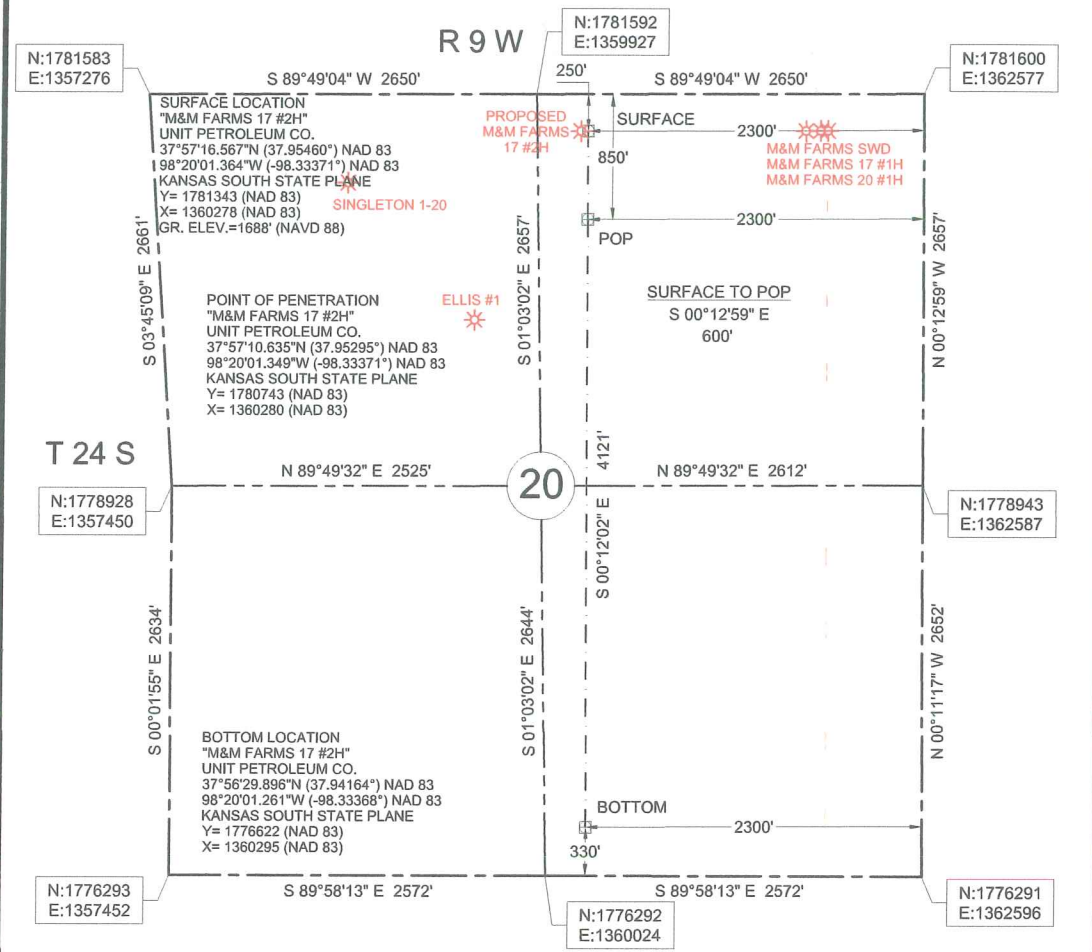 R 9 W
N:1781583
E:1357276
N:1781592
E:1359927
N:1781600
E:1362577
S 89°49'04" W 2650'
250'
S 89°49'04" W 2650'
SURFACE LOCATION
"M&M FARMS 17 #2H"
UNIT PETROLEUM CO.
37°57'16.567"N (37.95460°) NAD 83
98°20'01.364"W (-98.33371°) NAD 83
KANSAS SOUTH STATE PLANE
Y= 1781343 (NAD 83)
X= 1360278 (NAD 83)
GR. ELEV.=1688' (NAVD 88)
SINGLETON 1-20
PROPOSED
M&M FARMS
17 #2H
SURFACE
2300'
850'
M&M FARMS SWD
M&M FARMS 17 #1H
M&M FARMS 20 #1H
2300'
POP
S 03°45'09" E 2661'
S 01°03'02" E 2657'
N 00°12'59" W 2657'
POINT OF PENETRATION
"M&M FARMS 17 #2H"
UNIT PETROLEUM CO.
37°57'10.635"N (37.95295°) NAD 83
98°20'01.349"W (-98.33371°) NAD 83
KANSAS SOUTH STATE PLANE
Y= 1780743 (NAD 83)
X= 1360280 (NAD 83)
ELLIS #1
SURFACE TO POP
S 00°12'59" E
600'
T 24 S
N 89°49'32" E 2525'
20
N 89°49'32" E 2612'
S 00°12'02" E 4121'
N:1778928
E:1357450
N:1778943
E:1362587
S 00°01'55" E 2634'
S 01°03'02" E 2644'
N 00°11'17" W 2652'
BOTTOM LOCATION
"M&M FARMS 17 #2H"
UNIT PETROLEUM CO.
37°56'29.896"N (37.94164°) NAD 83
98°20'01.261"W (-98.33368°) NAD 83
KANSAS SOUTH STATE PLANE
Y= 1776622 (NAD 83)
X= 1360295 (NAD 83)
BOTTOM
2300'
330'
S 89°58'13" E 2572'
S 89°58'13" E 2572'
N:1776293
E:1357452
N:1776292
E:1360024
N:1776291
E:1362596